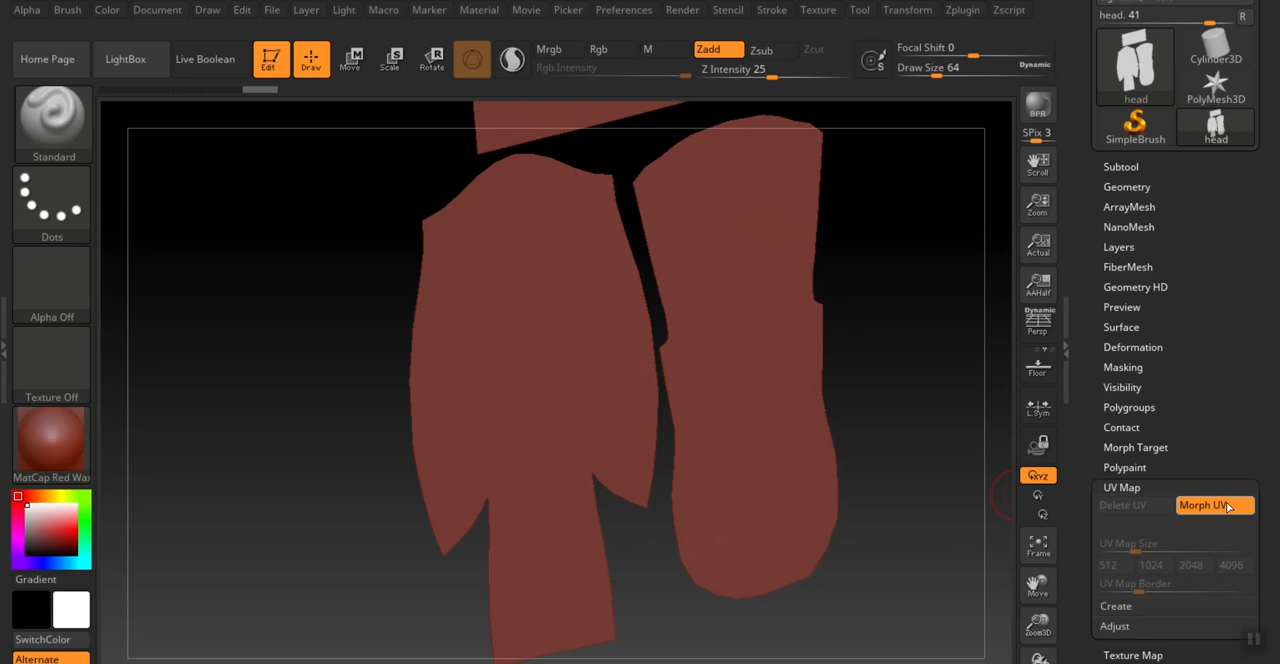 Alpha Brush Color Document Draw Edit File Layer Light Macro Marker Material Movie Picker Preferences Render Stencil Stroke Texture Tool Transform Zplugin Zscript
head. 41 R
Home Page LightBox Live Boolean Edit Draw Move Scale Rotate
Mrgb Rgb M Zadd Zsub Zcut
Rgb Intensity Z Intensity 25
S Focal Shift 0
Draw Size 64 Dynamic
head Cylinder3D
PolyMesh3D
SimpleBrush head
Standard
Dots
Alpha Off
Texture Off
MatCap Red Wax
Gradient
SwitchColor
Alternate
BPR
SPix 3
Scroll
Zoom
Actual
AAHalf
Dynamic
Persp
Floor
L.Sym
XYZ
Y
Z
Frame
Move
Zoom3D
Subtool
Geometry
ArrayMesh
NanoMesh
Layers
FiberMesh
Geometry HD
Preview
Surface
Deformation
Masking
Visibility
Polygroups
Contact
Morph Target
Polypaint
UV Map
Delete UV Morph UV
UV Map Size
512 1024 2048 4096
UV Map Border
Create
Adjust
Texture Map